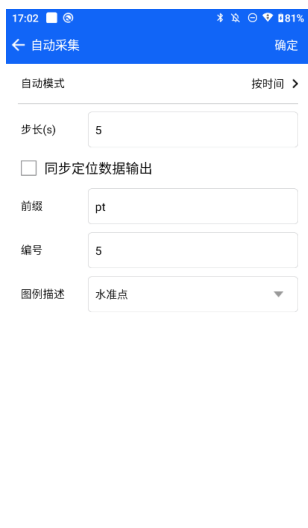 17:02 81%
自动采集 确定
自动模式 按时间
步长(s) 5
同步定位数据输出
前缀 pt
编号 5
图例描述 水准点